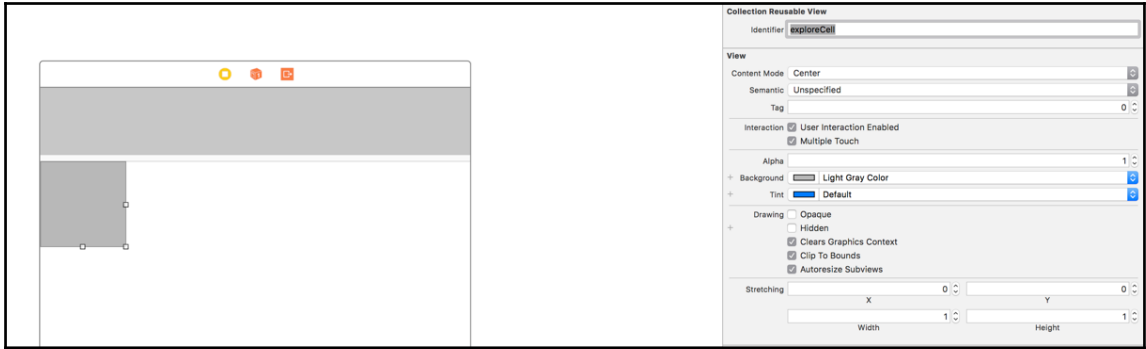 Collection Reusable View
Identifier exploreCell
View
Content Mode Center
Semantic Unspecified
Tag 0
Interaction User Interaction Enabled
Multiple Touch
Alpha 1
Background Light Gray Color
Tint Default
Drawing Opaque
Hidden
Clears Graphics Context
Clip To Bounds
Autoresize Subviews
Stretching 0 0
X Y
1 1
Width Height